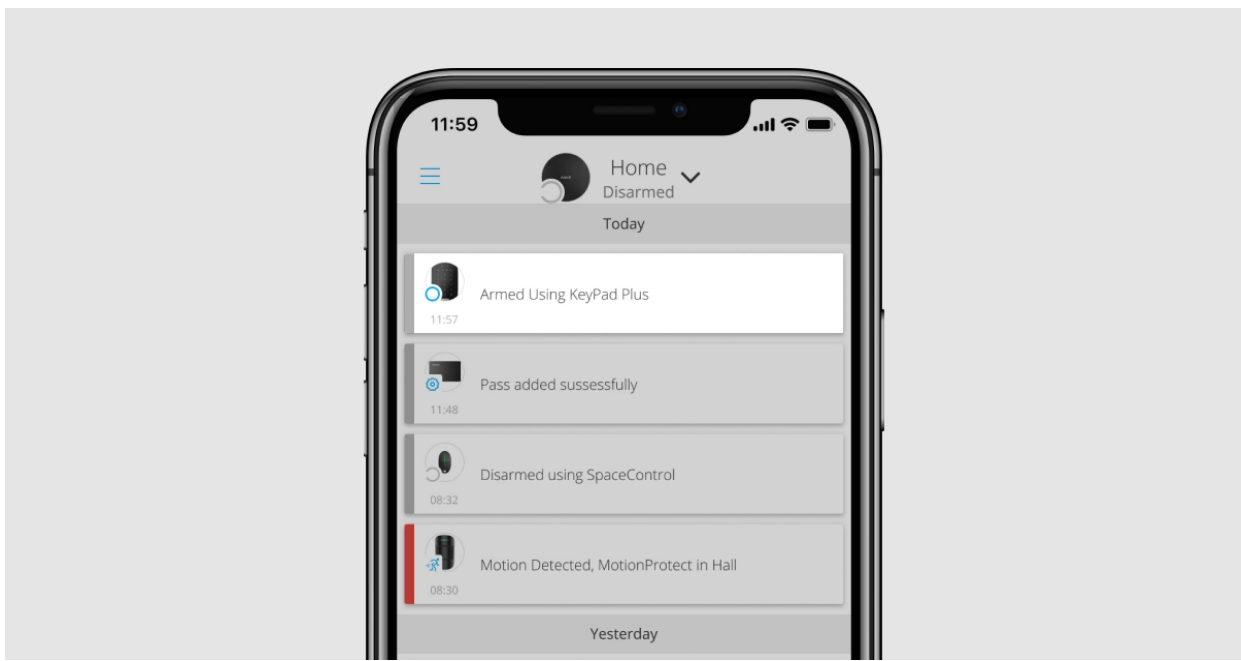 11:59
Home
Disarmed
Today
Armed Using KeyPad Plus
11:57
Pass added sussessfully
11:48
Disarmed using SpaceControl
08:32
Motion Detected, MotionProtect in Hall
08:30
Yesterday